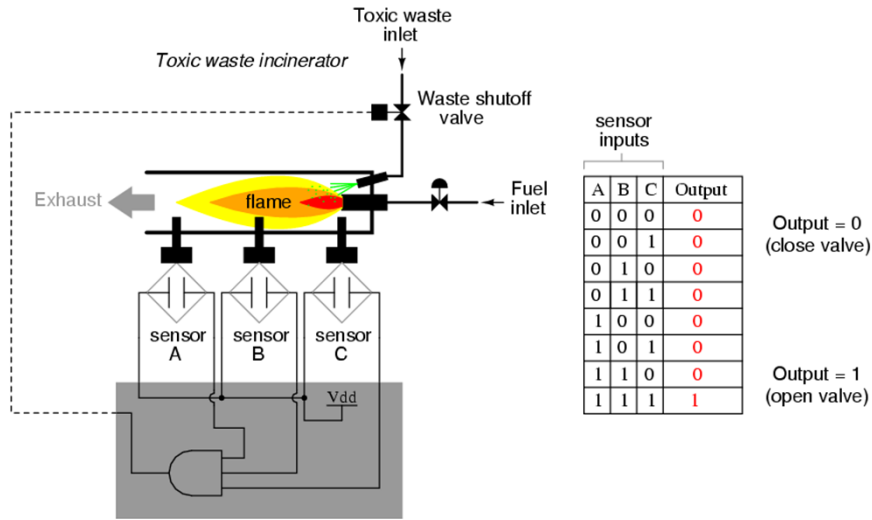 Toxic waste
inlet
Toxic waste incinerator
Waste shutoff
valve
Exhaust
flame
Fuel
inlet
sensor
A
sensor
B
sensor
C
Vdd
sensor
inputs
A B C Output
0 0 0 0
0 0 1 0
0 1 0 0
0 1 1 0
1 0 0 0
1 0 1 0
1 1 0 0
1 1 1 1
Output = 0
(close valve)
Output = 1
(open valve)